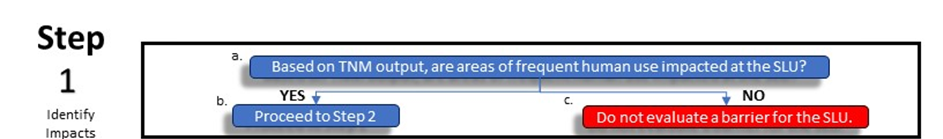 Step
1
Identify
Impacts
a.
Based on TNM output, are areas of frequent human use impacted at the SLU?
YES
NO
b.
Proceed to Step 2
c.
Do not evaluate a barrier for the SLU.